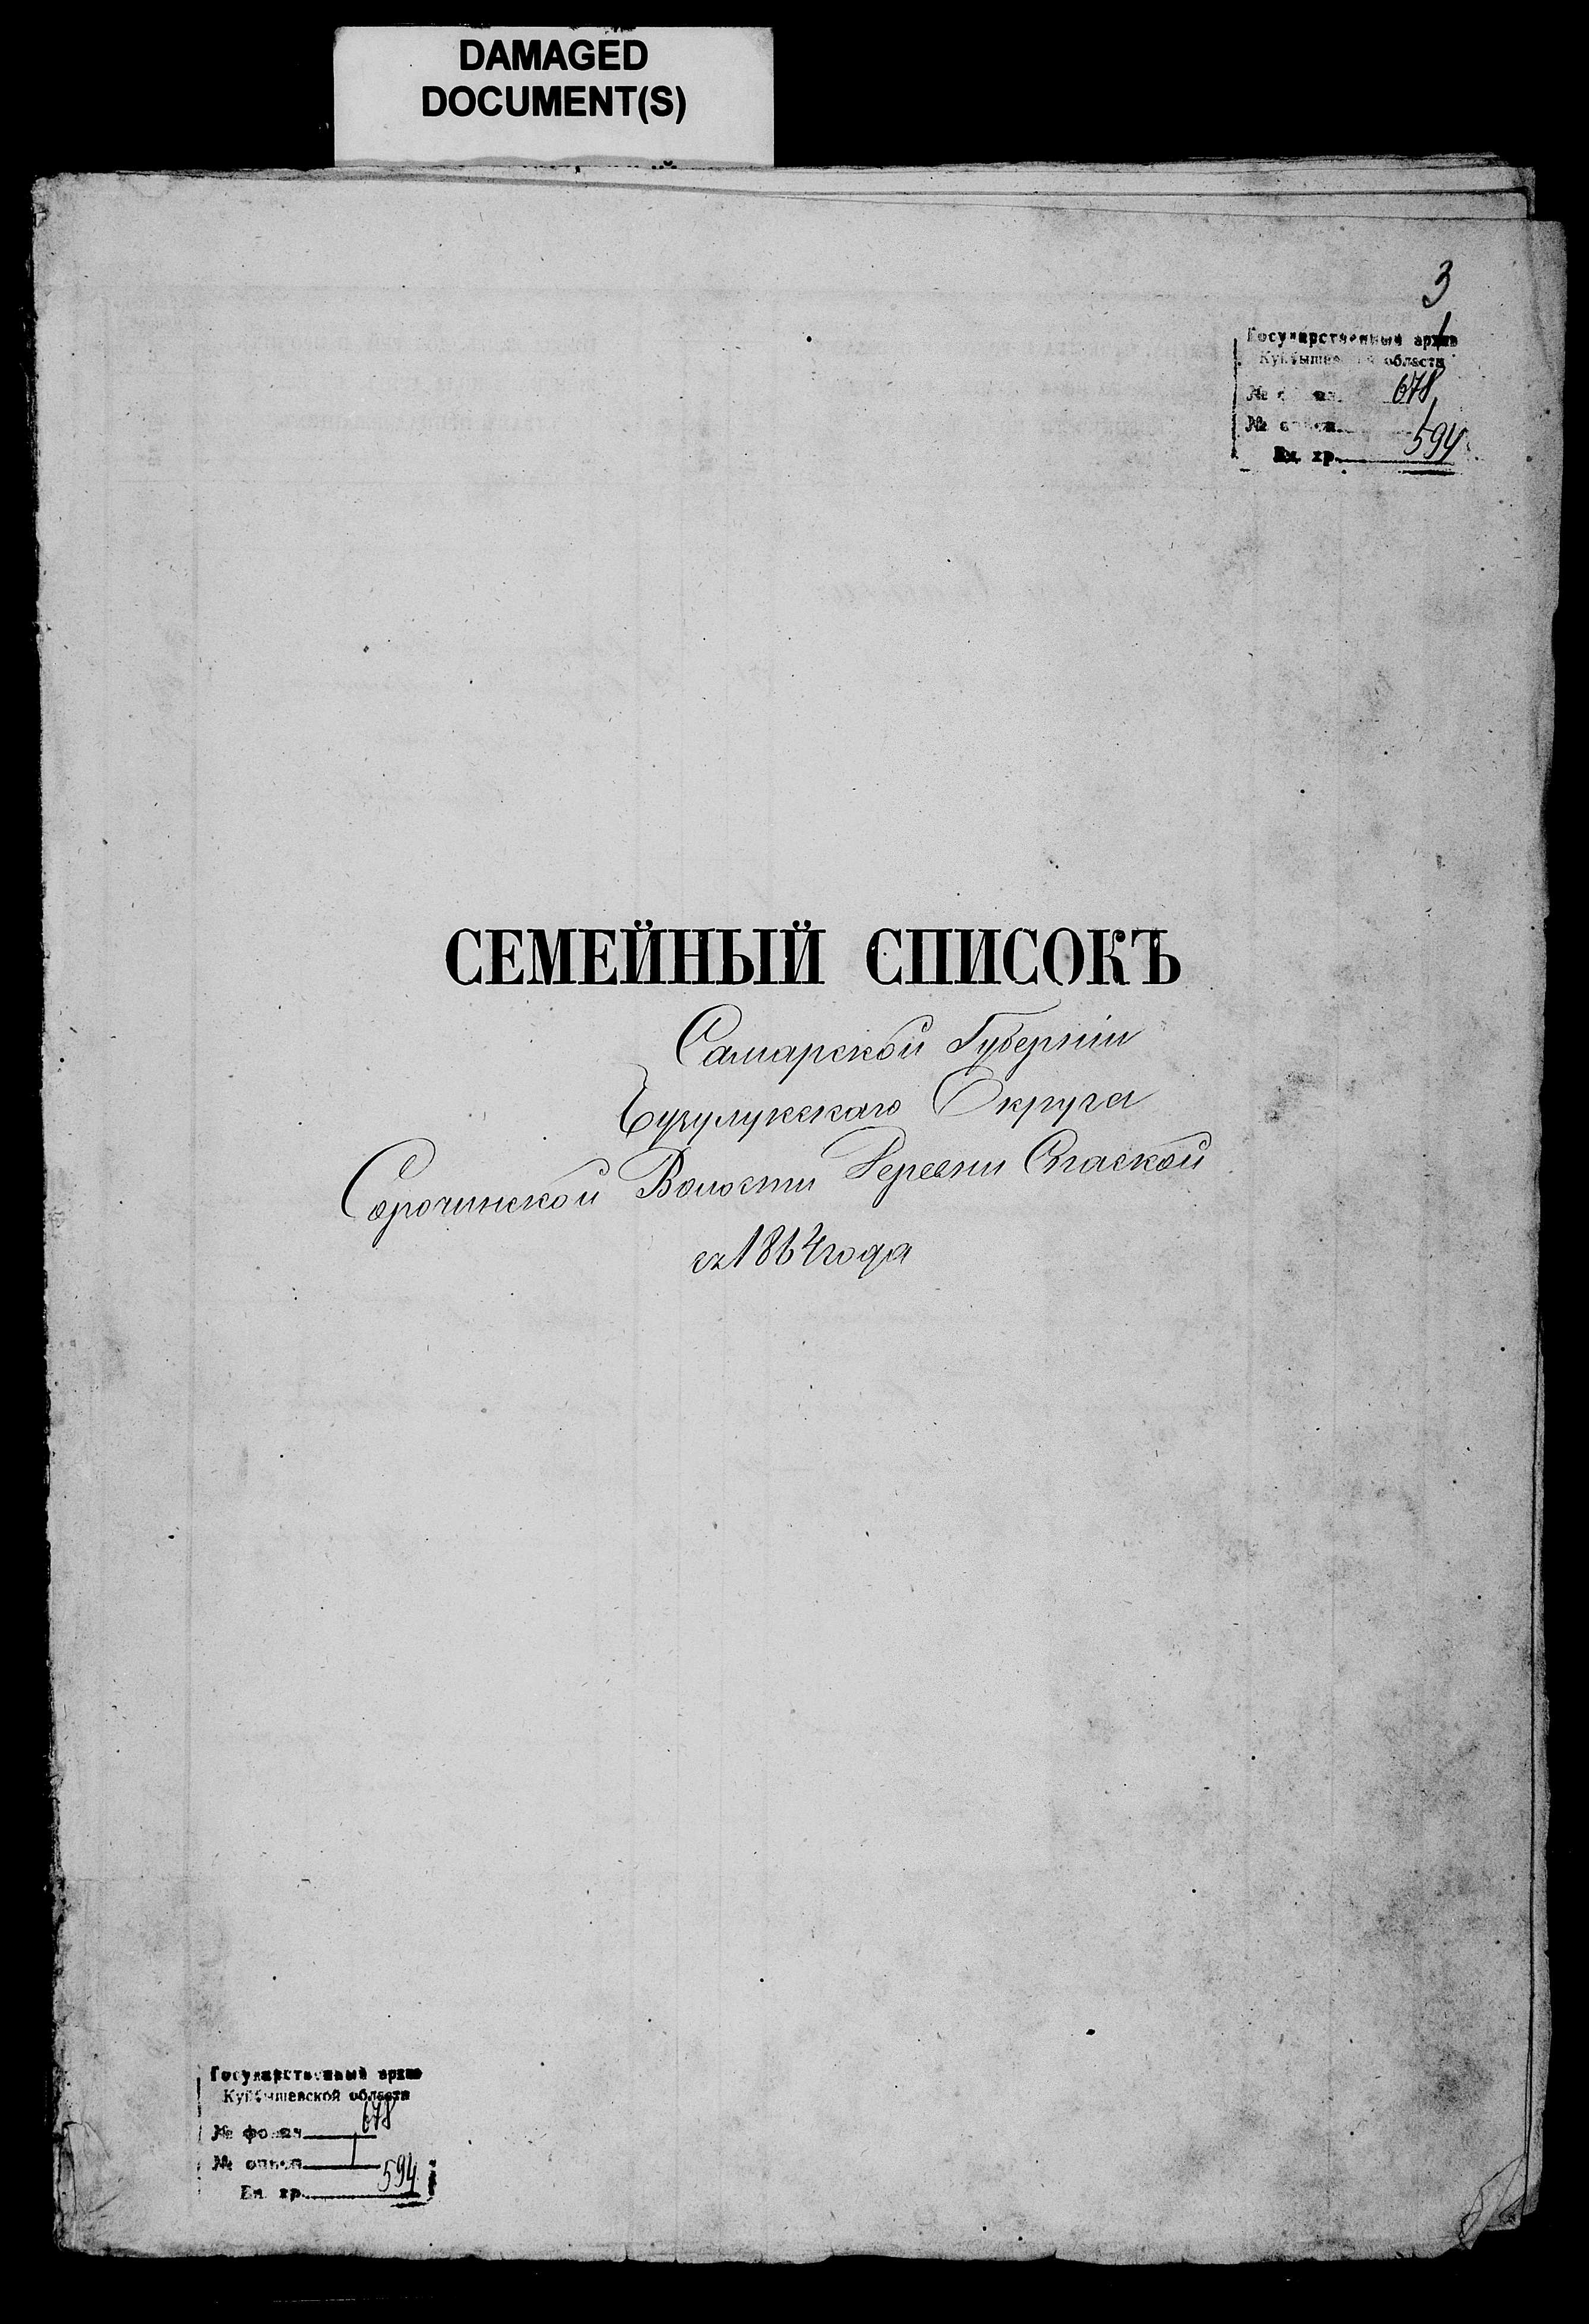 DAMAGED
DOCUMENT(S)
3
Государственный архив
Куйбышевской области
№ фонда 678
№ описи 1
Ед. хр. 594
СЕМЕЙНЫЙ СПИСОКЪ
Самарской Губерніи
Бузулукскаго Округа
Сорочинской Волости Деревни Спаской
съ 1864 года
Государственный архив
Куйбышевской области
№ фонда 678
№ описи 1
Ед. хр. 594